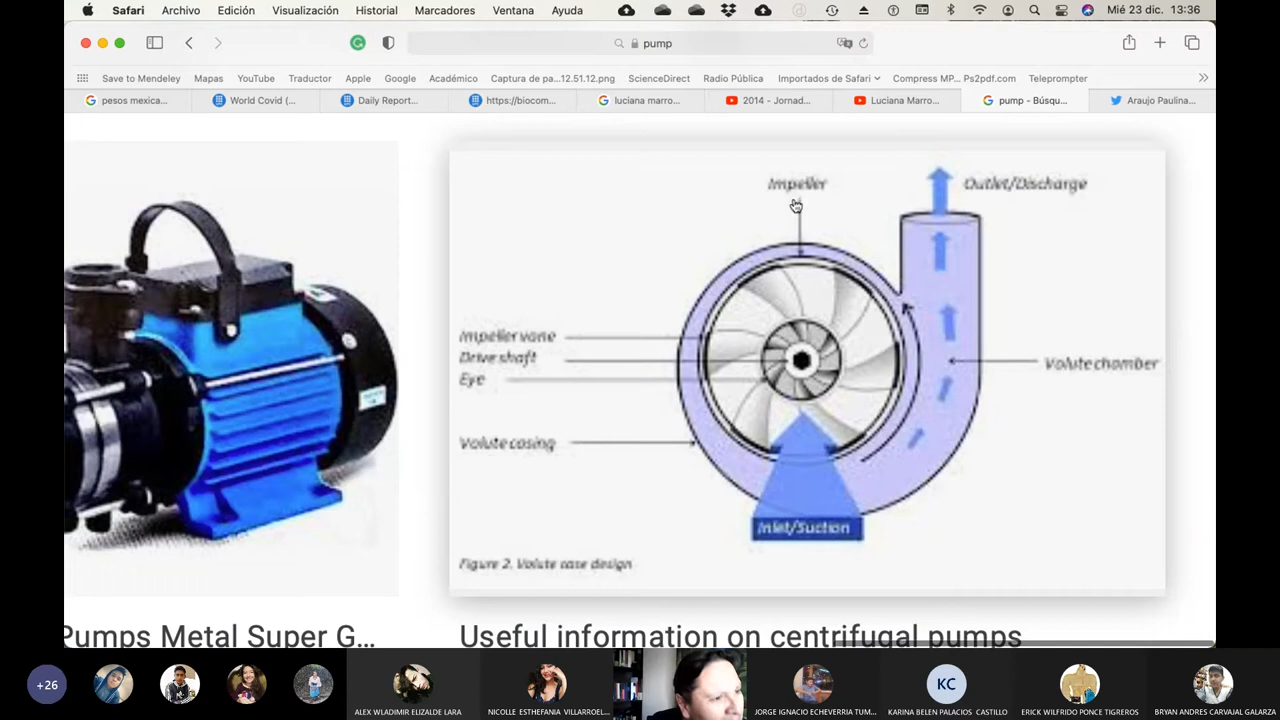 Safari Archivo Edición Visualización Historial Marcadores Ventana Ayuda Mié 23 dic. 13:36
pump
Save to Mendeley Mapas YouTube Traductor Apple Google Académico Captura de pa...12.51.12.png ScienceDirect Radio Pública Importados de Safari Compress MP... Ps2pdf.com Teleprompter
pesos mexica... World Covid (... Daily Report... https://biocom... luciana marro... 2014 - Jornad... Luciana Marro... pump - Búsqu... Araujo Paulina...
Impeller
Outlet/Discharge
Impeller vane
Drive shaft
Eye
Volute chamber
Volute casing
Inlet/Suction
Figure 2. Volute case design
Pumps Metal Super G...
Useful information on centrifugal pumps
+26
KC
ALEX WLADIMIR ELIZALDE LARA
NICOLLE ESTHEFANIA VILLARROEL...
JORGE IGNACIO ECHEVERRIA TUM...
KARINA BELEN PALACIOS CASTILLO
ERICK WILFRIDO PONCE TIGREROS
BRYAN ANDRES CARVAJAL GALARZA